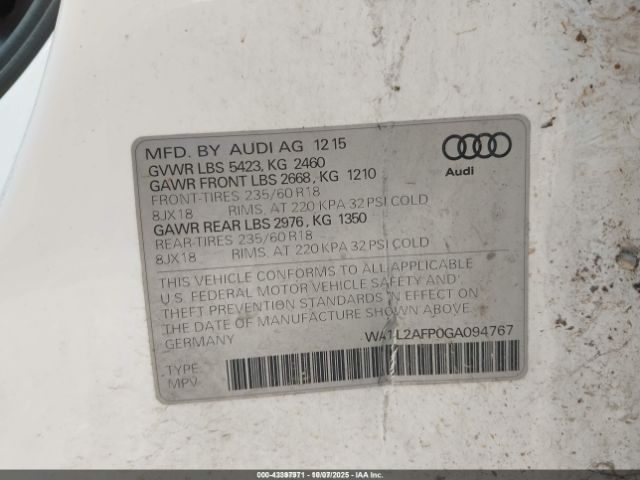 MFD. BY AUDI AG 12 15
GVWR LBS 5423, KG 2460
GAWR FRONT LBS 2668, KG 1210
FRONT-TIRES 235/60 R18
8JX18 RIMS, AT 220 KPA 32 PSI COLD
GAWR REAR LBS 2976, KG 1350
REAR-TIRES 235/60 R18
8JX18 RIMS, AT 220 KPA 32 PSI COLD
Audi
THIS VEHICLE CONFORMS TO ALL APPLICABLE
U.S. FEDERAL MOTOR VEHICLE SAFETY AND/
THEFT PREVENTION STANDARDS IN EFFECT ON
THE DATE OF MANUFACTURE SHOWN ABOVE.
GERMANY WA1L2AFP0GA094767
TYPE:
MPV
000-43397971 - 10/07/2025 - IAAI.COM